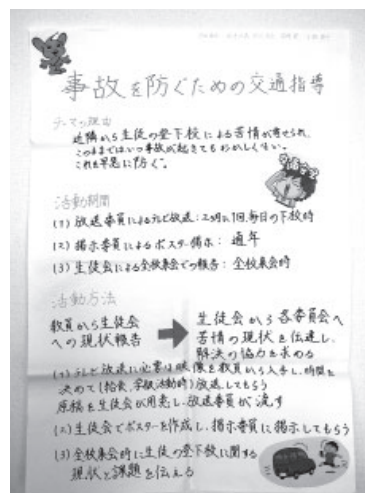 事故を防ぐための交通指導
テーマの理由
近隣から生徒の登下校による苦情が寄せられ、
このままではいつ事故が起きてもおかしくない。
これを早急に防ぐ。
活動期間
(1) 放送委員によるテレビ放送：2ヵ月に1回、毎日の下校時
(2) 掲示委員によるポスター掲示：通年
(3) 生徒会による全校集会での報告：全校集会時
活動方法
教員から生徒会
への現状報告
生徒会から各委員会へ
苦情の現状を伝達し、
解決の協力を求める
(1) テレビ放送に必要な映像を教員から入手し、時間を
決めて(給食、学級活動時)放送してもらう
原稿を生徒会が用意し、放送委員が流す
(2) 生徒会でポスターを作成し、掲示委員に掲示してもらう
(3) 全校集会時に生徒の登下校に関する
現状と課題を伝える